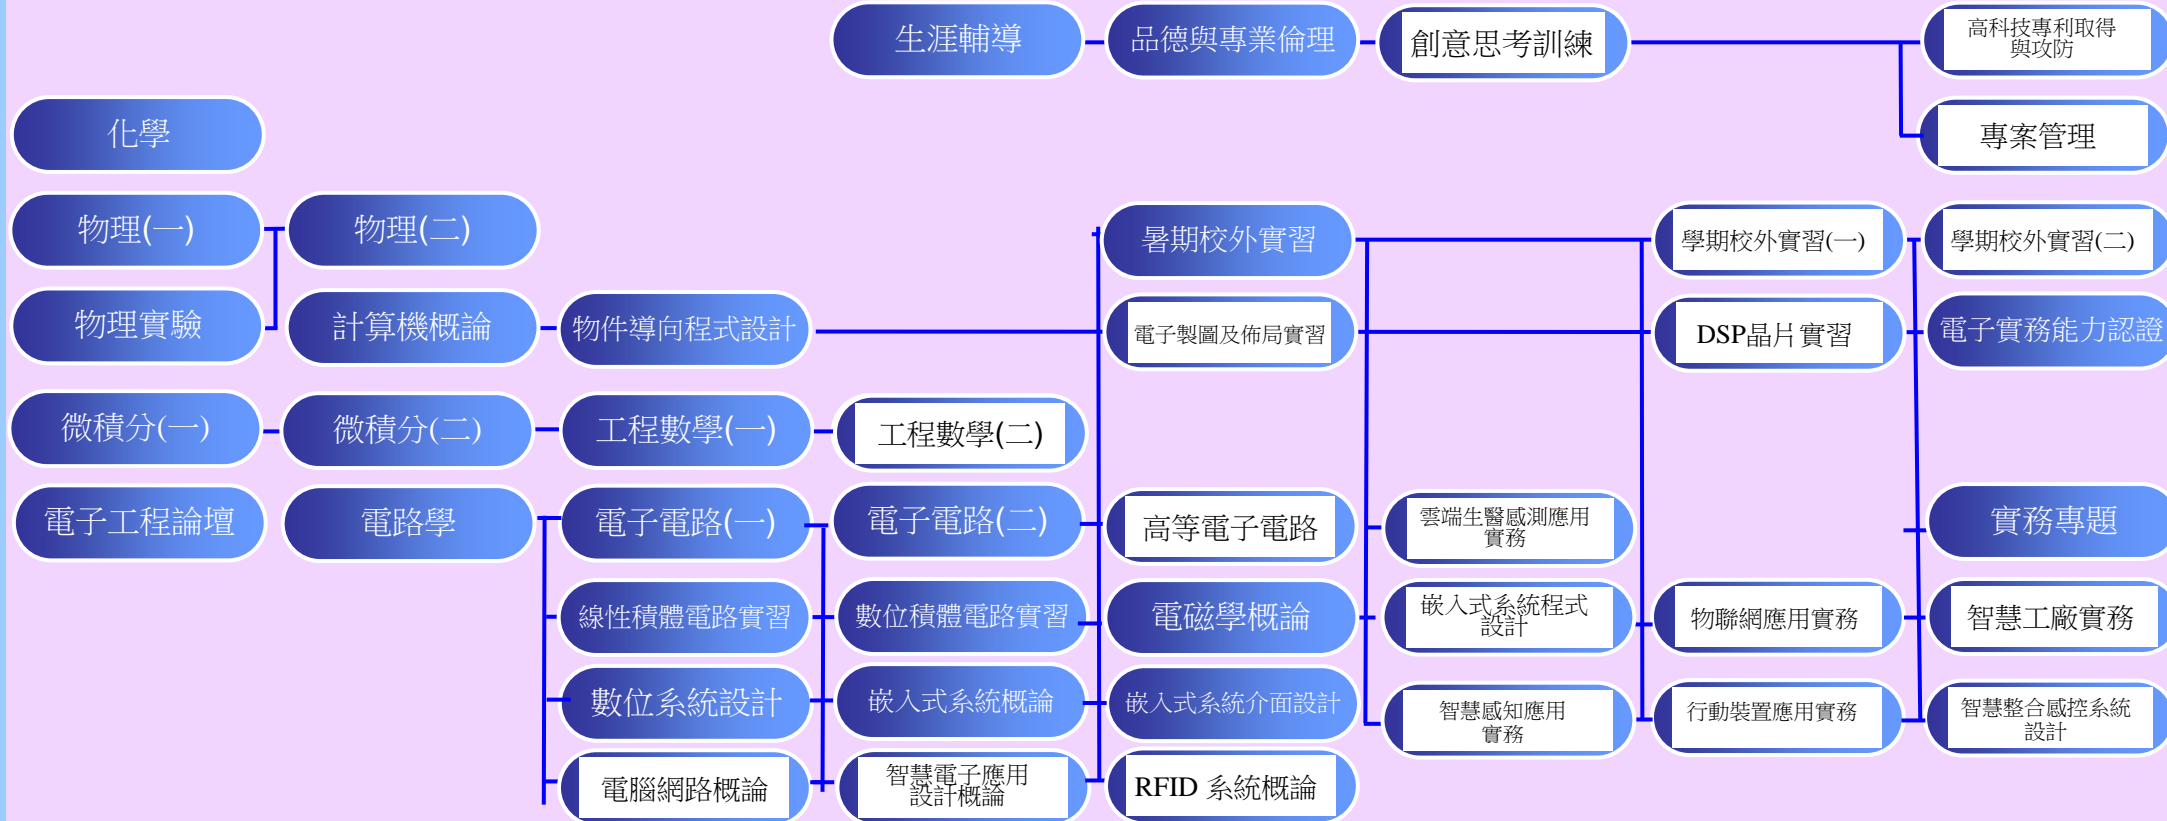 生涯輔導
品德與專業倫理
創意思考訓練
高科技專利取得
與攻防
化學
專案管理
物理(一)
物理(二)
暑期校外實習
學期校外實習(一)
學期校外實習(二)
物理實驗
計算機概論
物件導向程式設計
電子製圖及佈局實習
DSP晶片實習
電子實務能力認證
微積分(一)
微積分(二)
工程數學(一)
工程數學(二)
電子工程論壇
電路學
電子電路(一)
電子電路(二)
高等電子電路
雲端生醫感測應用
實務
實務專題
線性積體電路實習
數位積體電路實習
電磁學概論
嵌入式系統程式
設計
物聯網應用實務
智慧工廠實務
數位系統設計
嵌入式系統概論
嵌入式系統介面設計
智慧感知應用
實務
行動裝置應用實務
智慧整合感控系統
設計
電腦網路概論
智慧電子應用
設計概論
RFID 系統概論